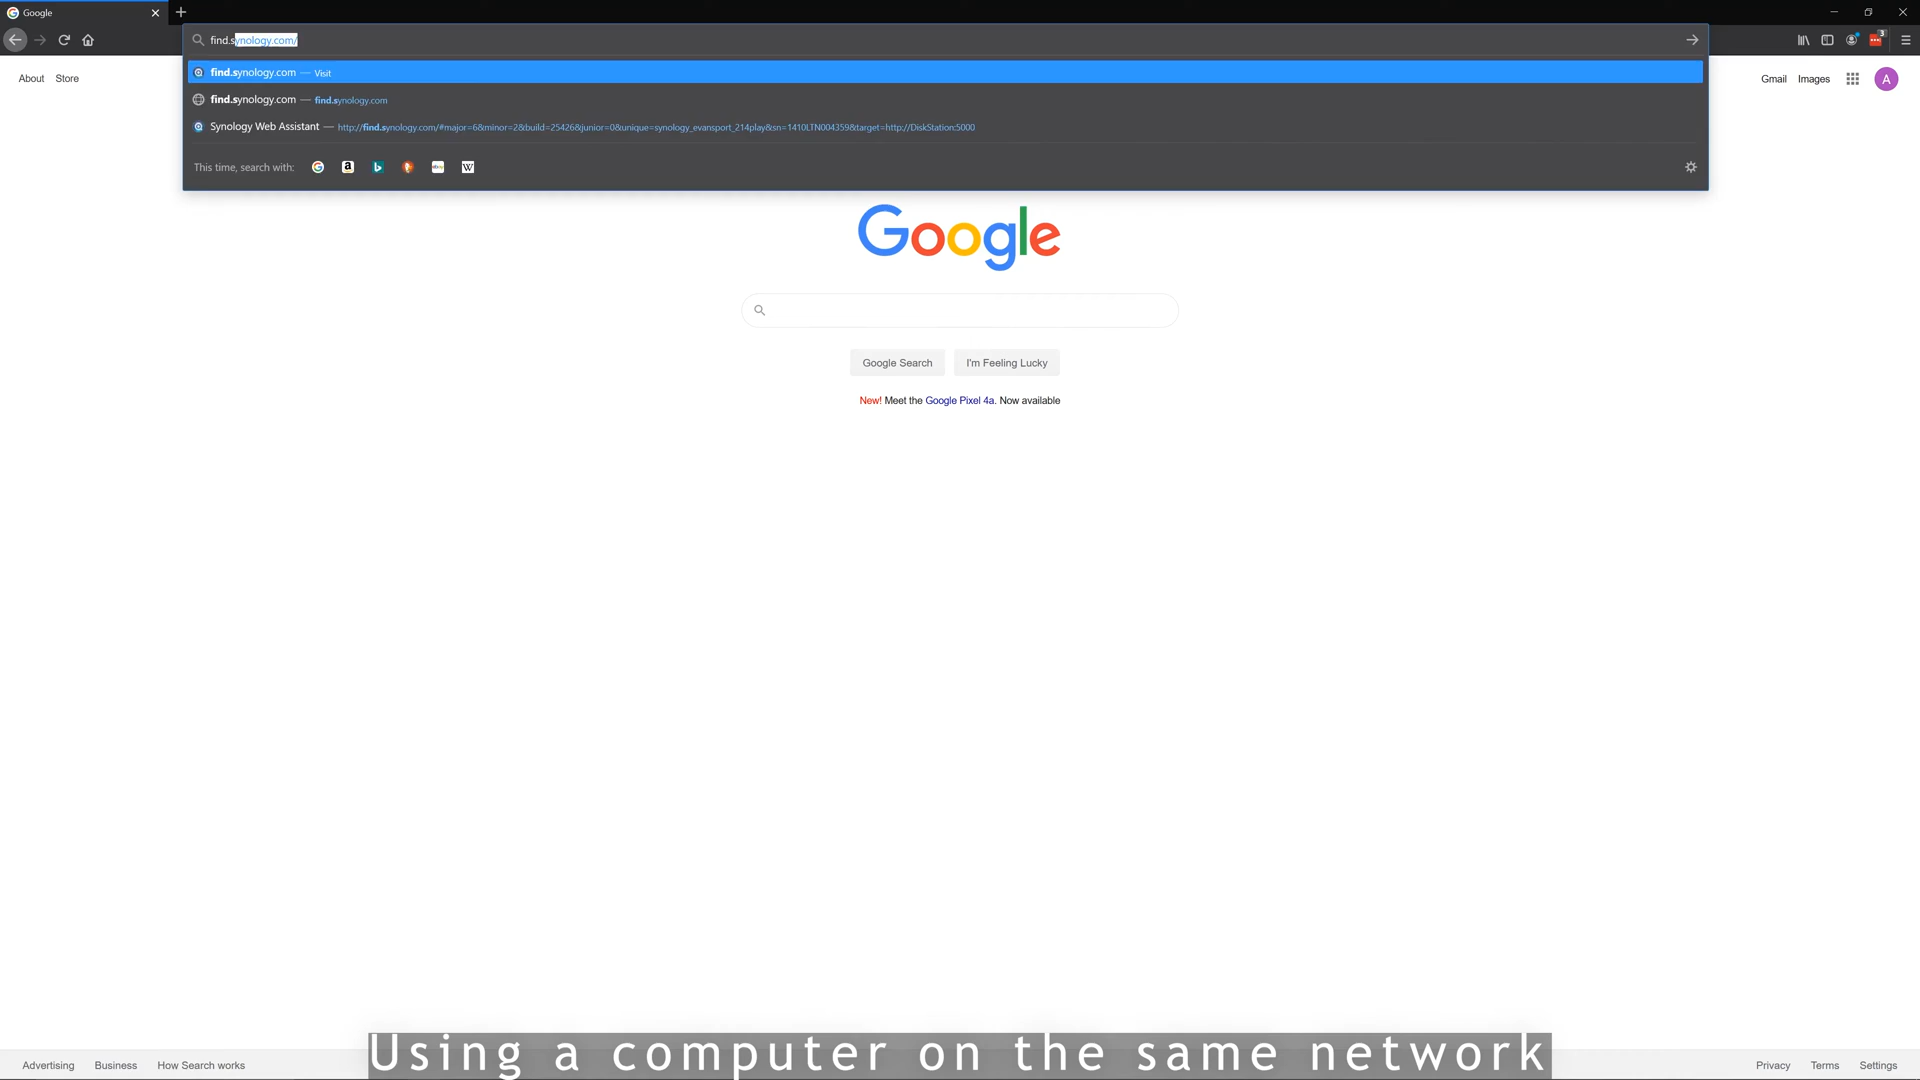 Google
find.synology.com/
3
find.synology.com — Visit
find.synology.com — find.synology.com
Synology Web Assistant — http://find.synology.com/#major=6&minor=2&build=25426&junior=0&unique=synology_evansport_214play&sn=1410LTN004359&target=http://DiskStation:5000
This time, search with:
About Store
Gmail Images
A
Google
Google Search I'm Feeling Lucky
New! Meet the Google Pixel 4a. Now available
Using a computer on the same network
Advertising Business How Search works
Privacy Terms Settings